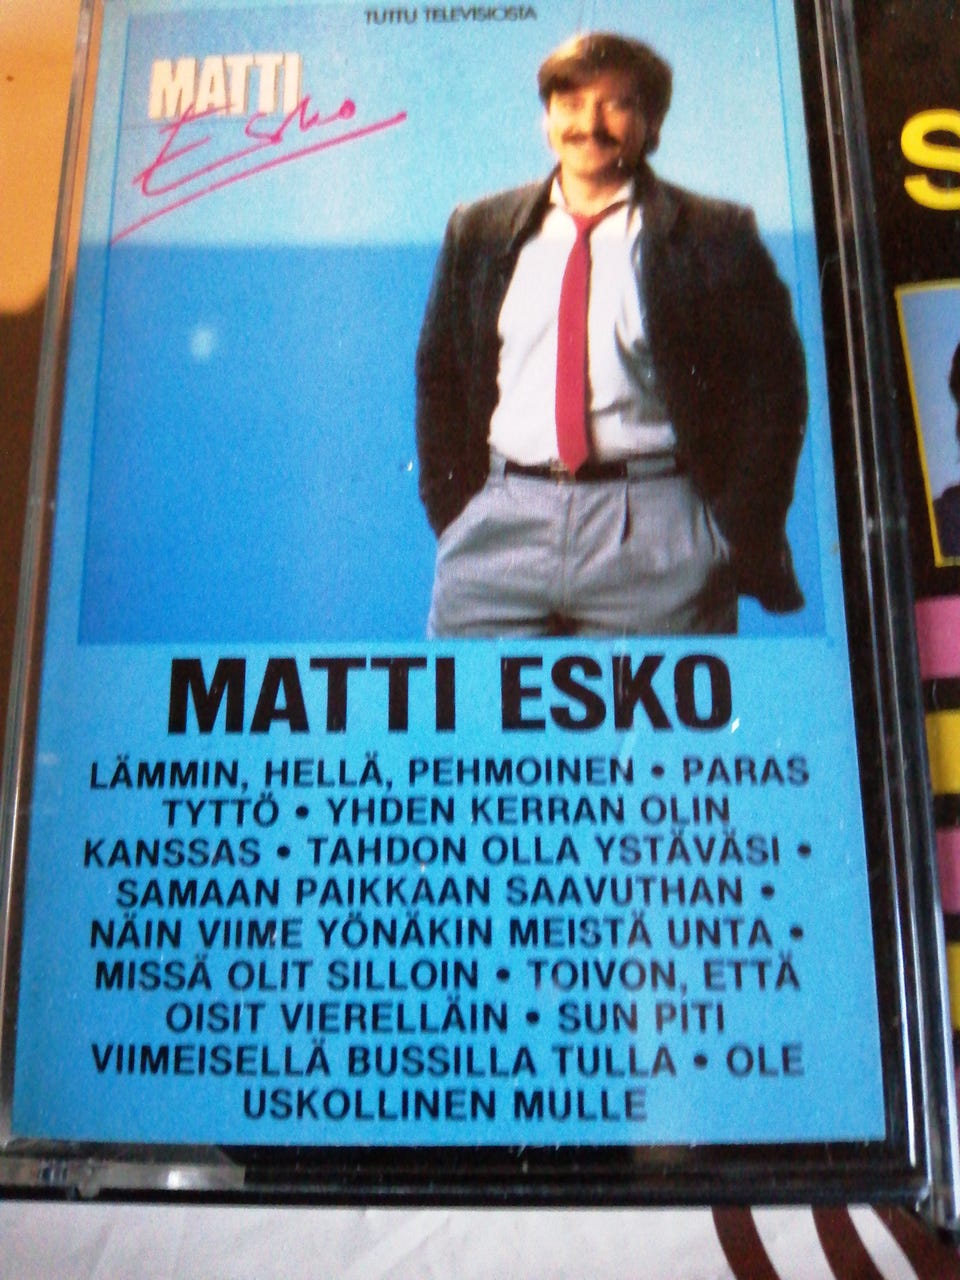 TUTTU TELEVISIOSTA
MATTI
Esko
S
MATTI ESKO
LÄMMIN, HELLÄ, PEHMOINEN • PARAS
TYTTÖ • YHDEN KERRAN OLIN
KANSSAS • TAHDON OLLA YSTÄVÄSI •
SAMAAN PAIKKAAN SAAVUTHAN •
NÄIN VIIME YÖNÄKIN MEISTÄ UNTA •
MISSÄ OLIT SILLOIN • TOIVON, ETTÄ
OISIT VIERELLÄIN • SUN PITI
VIIMEISELLÄ BUSSILLA TULLA • OLE
USKOLLINEN MULLE